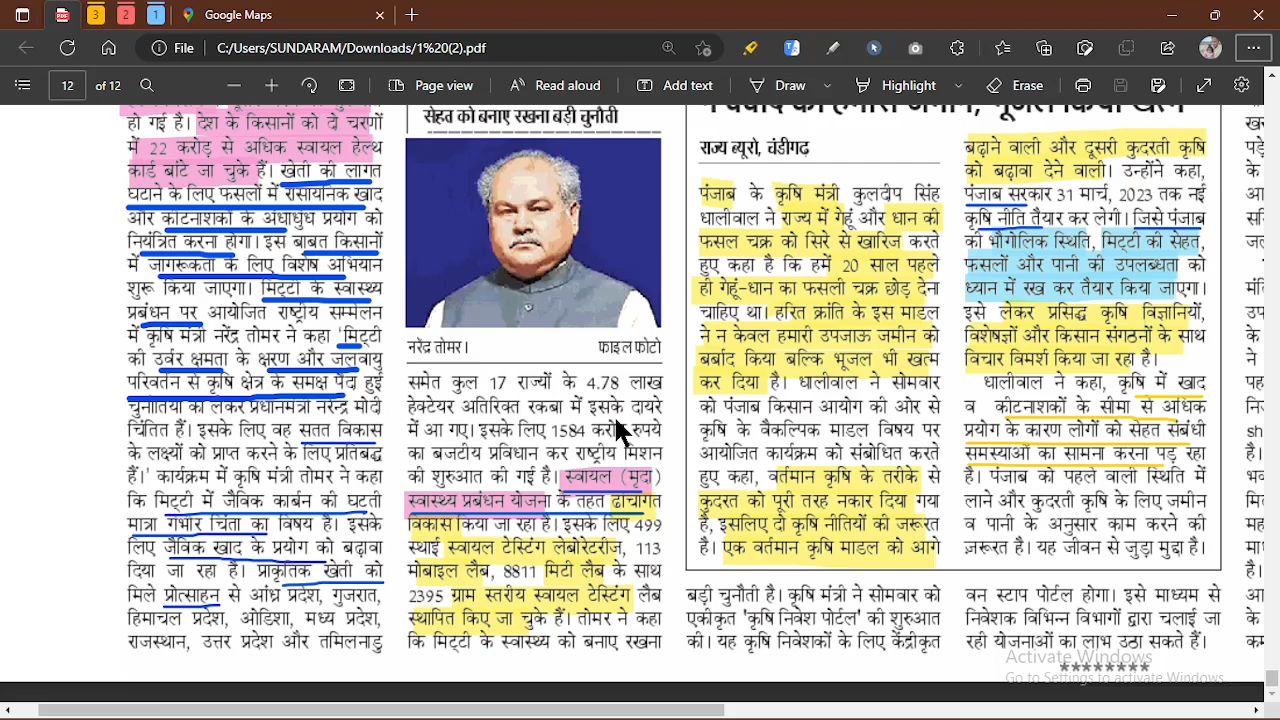 Google Maps
File C:/Users/SUNDARAM/Downloads/1%20(2).pdf
12 of 12 Page view Read aloud Add text Draw Highlight Erase
हो गई है। देश के किसानों को दो चरणों
में 22 करोड़ से अधिक स्वायल हेल्थ
कार्ड बांटे जा चुके हैं। खेती की लागत
घटाने के लिए फसलों में रासायनिक खाद
और कीटनाशकों के अंधाधुंध प्रयोग को
नियंत्रित करना होगा। इस बाबत किसानों
में जागरूकता के लिए विशेष अभियान
शुरू किया जाएगा। मिट्टी के स्वास्थ्य
प्रबंधन पर आयोजित राष्ट्रीय सम्मेलन
में कृषि मंत्री नरेंद्र तोमर ने कहा 'मिट्टी
की उर्वर क्षमता के क्षरण और जलवायु
परिवर्तन से कृषि क्षेत्र के समक्ष पैदा हुई
चुनौतियों को लेकर प्रधानमंत्री नरेन्द्र मोदी
चिंतित हैं। इसके लिए वह सतत विकास
के लक्ष्यों को प्राप्त करने के लिए प्रतिबद्ध
हैं।' कार्यक्रम में कृषि मंत्री तोमर ने कहा
कि मिट्टी में जैविक कार्बन की घटती
मात्रा गंभीर चिंता का विषय है। इसके
लिए जैविक खाद के प्रयोग को बढ़ावा
दिया जा रहा है। प्राकृतिक खेती को
मिले प्रोत्साहन से आंध्र प्रदेश, गुजरात,
हिमाचल प्रदेश, ओडिशा, मध्य प्रदेश,
राजस्थान, उत्तर प्रदेश और तमिलनाडु
सेहत को बनाए रखना बड़ी चुनौती
नरेंद्र तोमर। फाइल फोटो
समेत कुल 17 राज्यों के 4.78 लाख
हेक्टेयर अतिरिक्त रकबा में इसके दायरे
में आ गए। इसके लिए 1584 करोड़ रुपये
का बजटीय प्रविधान कर राष्ट्रीय मिशन
की शुरुआत की गई है। स्वायल (मृदा)
स्वास्थ्य प्रबंधन योजना के तहत ढांचागत
विकास किया जा रहा है। इसके लिए 499
स्थाई स्वायल टेस्टिंग लेबोरेटरीज, 113
मोबाइल लैब, 8811 मिटी लैब के साथ
2395 ग्राम स्तरीय स्वायल टेस्टिंग लैब
स्थापित किए जा चुके हैं। तोमर ने कहा
कि मिट्टी के स्वास्थ्य को बनाए रखना
राज्य ब्यूरो, चंडीगढ़
पंजाब के कृषि मंत्री कुलदीप सिंह
धालीवाल ने राज्य में गेहूं और धान की
फसल चक्र को सिरे से खारिज करते
हुए कहा है कि हमें 20 साल पहले
ही गेहूं-धान का फसली चक्र छोड़ देना
चाहिए था। हरित क्रांति के इस माडल
ने न केवल हमारी उपजाऊ जमीन को
बर्बाद किया बल्कि भूजल भी खत्म
कर दिया है। धालीवाल ने सोमवार
को पंजाब किसान आयोग की ओर से
कृषि के वैकल्पिक माडल विषय पर
आयोजित कार्यक्रम को संबोधित करते
हुए कहा, वर्तमान कृषि के तरीके से
कुदरत को पूरी तरह नकार दिया गया
है, इसलिए दो कृषि नीतियों की जरूरत
है। एक वर्तमान कृषि माडल को आगे
बढ़ाने वाली और दूसरी कुदरती कृषि
को बढ़ावा देने वाली। उन्होंने कहा,
पंजाब सरकार 31 मार्च, 2023 तक नई
कृषि नीति तैयार कर लेगी। जिसे पंजाब
की भौगोलिक स्थिति, मिट्टी की सेहत,
फसलों और पानी की उपलब्धता को
ध्यान में रख कर तैयार किया जाएगा।
इसे लेकर प्रसिद्ध कृषि विज्ञानियों,
विशेषज्ञों और किसान संगठनों के साथ
विचार विमर्श किया जा रहा है।
धालीवाल ने कहा, कृषि में खाद
व कीटनाशकों के सीमा से अधिक
प्रयोग के कारण लोगों को सेहत संबंधी
समस्याओं का सामना करना पड़ रहा
है। पंजाब को पहले वाली स्थिति में
लाने और कुदरती कृषि के लिए जमीन
व पानी के अनुसार काम करने की
ज़रूरत है। यह जीवन से जुड़ा मुद्दा है।
बड़ी चुनौती है। कृषि मंत्री ने सोमवार को
एकीकृत 'कृषि निवेश पोर्टल' की शुरुआत
की। यह कृषि निवेशकों के लिए केंद्रीकृत
वन स्टाप पोर्टल होगा। इसे माध्यम से
निवेशक विभिन्न विभागों द्वारा चलाई जा
रही योजनाओं का लाभ उठा सकते हैं।
********
Activate Windows
Go to Settings to activate Windows.